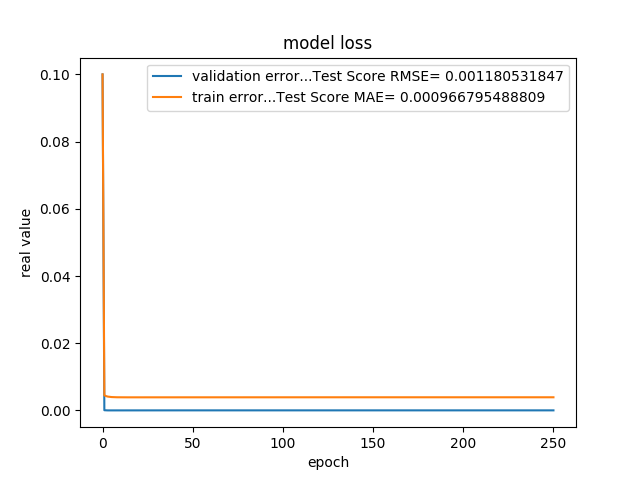 model loss
validation error...Test Score RMSE= 0.001180531847
train error...Test Score MAE= 0.000966795488809
real value
0.10
0.08
0.06
0.04
0.02
0.00
0 50 100 150 200 250
epoch